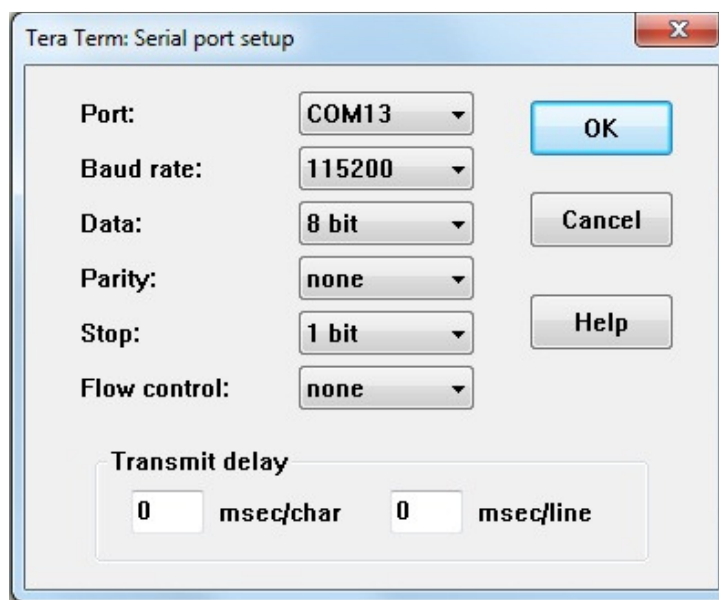 Tera Term: Serial port setup
Port: COM13 OK
Baud rate: 115200
Data: 8 bit Cancel
Parity: none
Stop: 1 bit Help
Flow control: none
Transmit delay
0 msec/char 0 msec/line